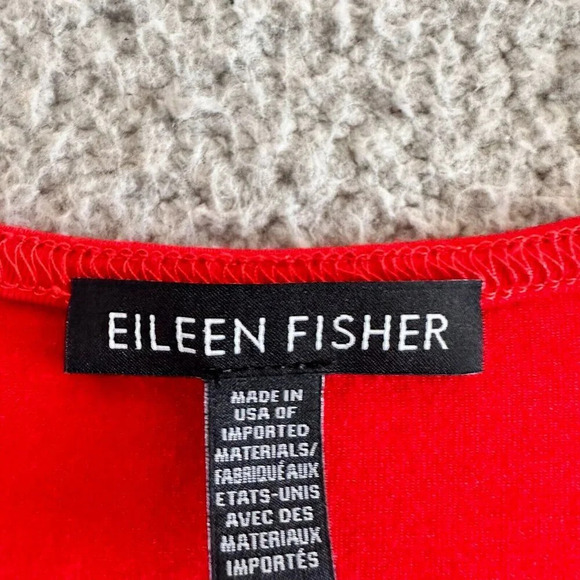 EILEEN FISHER
MADE IN
USA OF
IMPORTED
MATERIALS/
FABRIQUÉ AUX
ETATS-UNIS
AVEC DES
MATERIAUX
IMPORTÉS